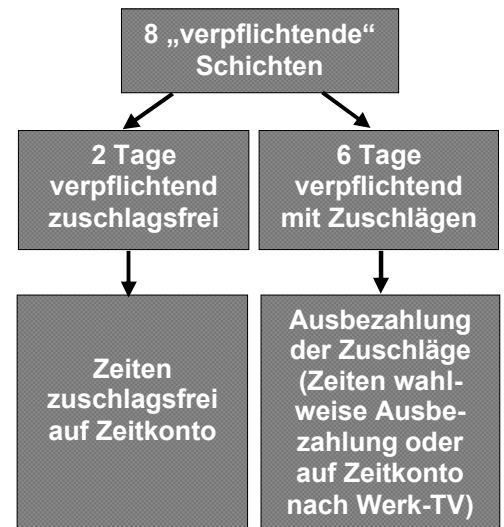 8 „verpflichtende“
Schichten
2 Tage
verpflichtend
zuschlagsfrei
6 Tage
verpflichtend
mit Zuschlägen
Zeiten
zuschlagsfrei
auf Zeitkonto
Ausbezahlung
der Zuschläge
(Zeiten wahl-
weise Ausbe-
zahlung oder
auf Zeitkonto
nach Werk-TV)